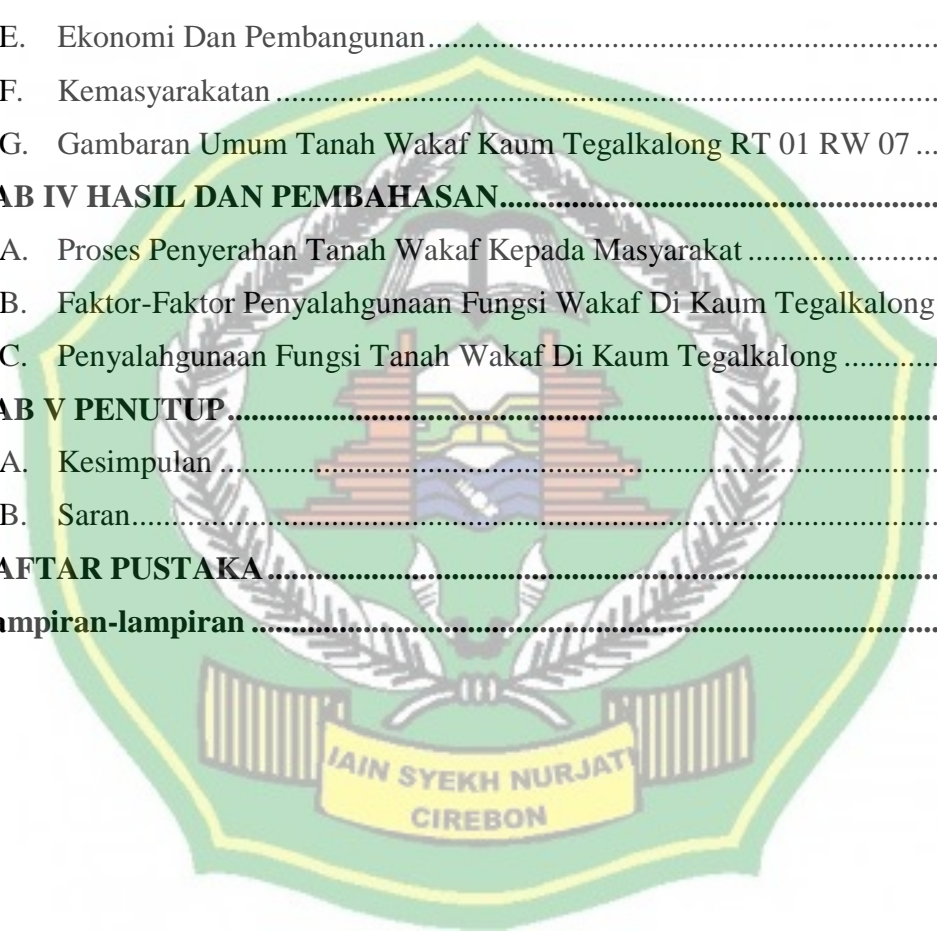 E. Ekonomi Dan Pembangunan
F. Kemasyarakatan
G. Gambaran Umum Tanah Wakaf Kaum Tegalkalong RT 01 RW 07
AB IV HASIL DAN PEMBAHASAN
A. Proses Penyerahan Tanah Wakaf Kepada Masyarakat
B. Faktor-Faktor Penyalahgunaan Fungsi Wakaf Di Kaum Tegalkalong
C. Penyalahgunaan Fungsi Tanah Wakaf Di Kaum Tegalkalong
AB V PENUTUP
A. Kesimpulan
B. Saran
AFTAR PUSTAKA
ampiran-lampiran
IAIN SYEKH NURJATI
CIREBON